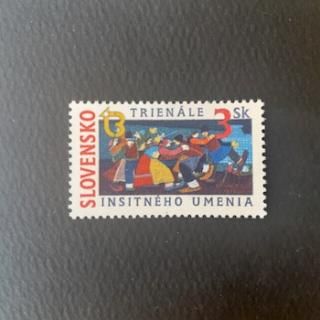 SLOVENSKO
TRIENÁLE
3 Sk
INSITNÉHO UMENIA